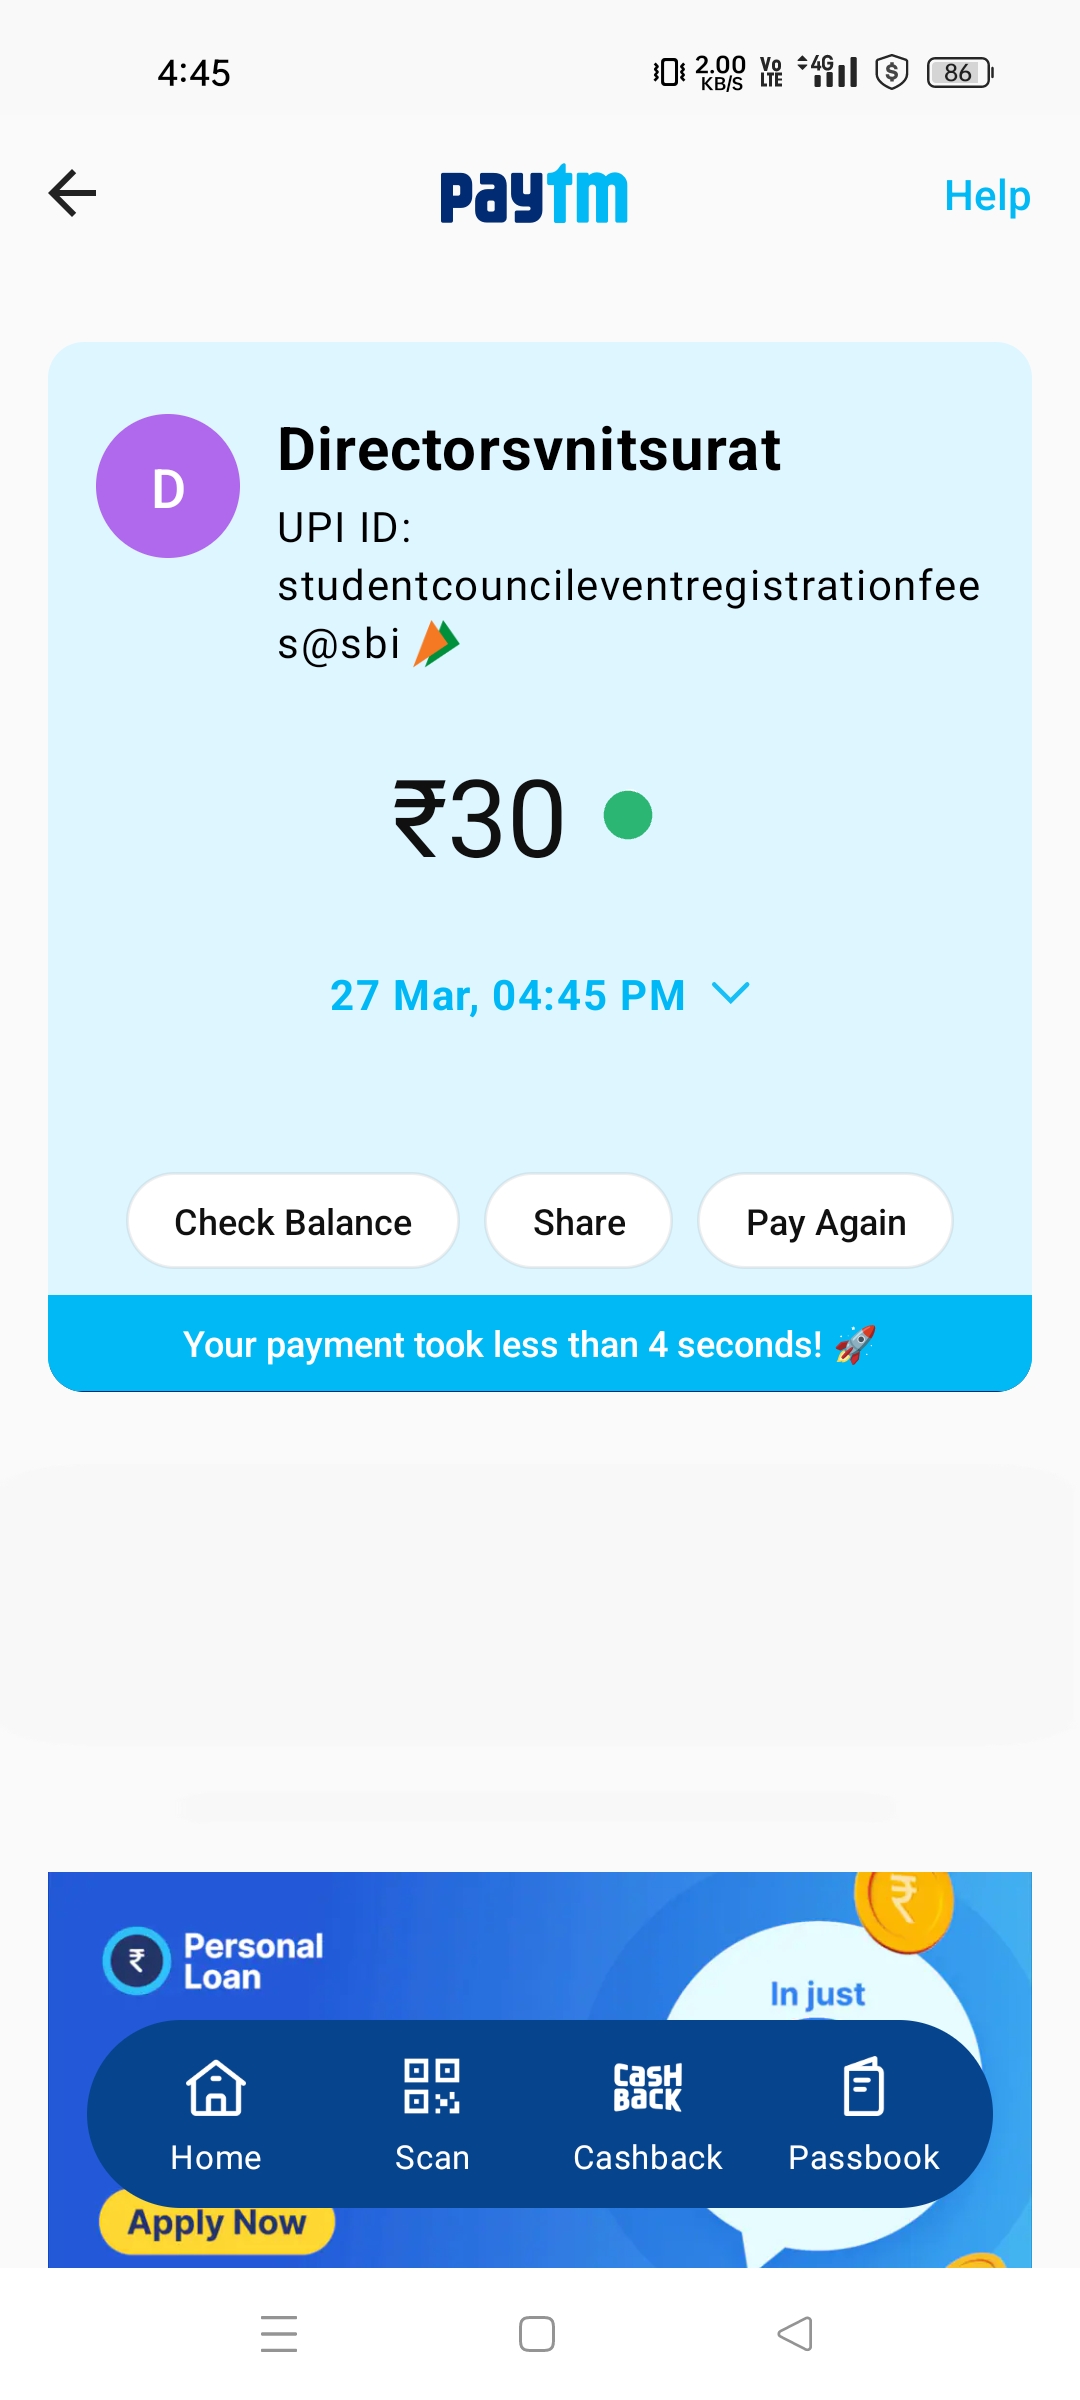 4:45
2.00
KB/S
Vo
LTE
4G
86
paytm
Help
D
Directorsvnitsurat
UPI ID:
studentcouncileventregistrationfee
s@sbi
₹30
27 Mar, 04:45 PM
Check Balance
Share
Pay Again
Your payment took less than 4 seconds! 🚀
₹
₹
Personal
Loan
In just
Home
Scan
CASH
BACK
Cashback
Passbook
Apply Now